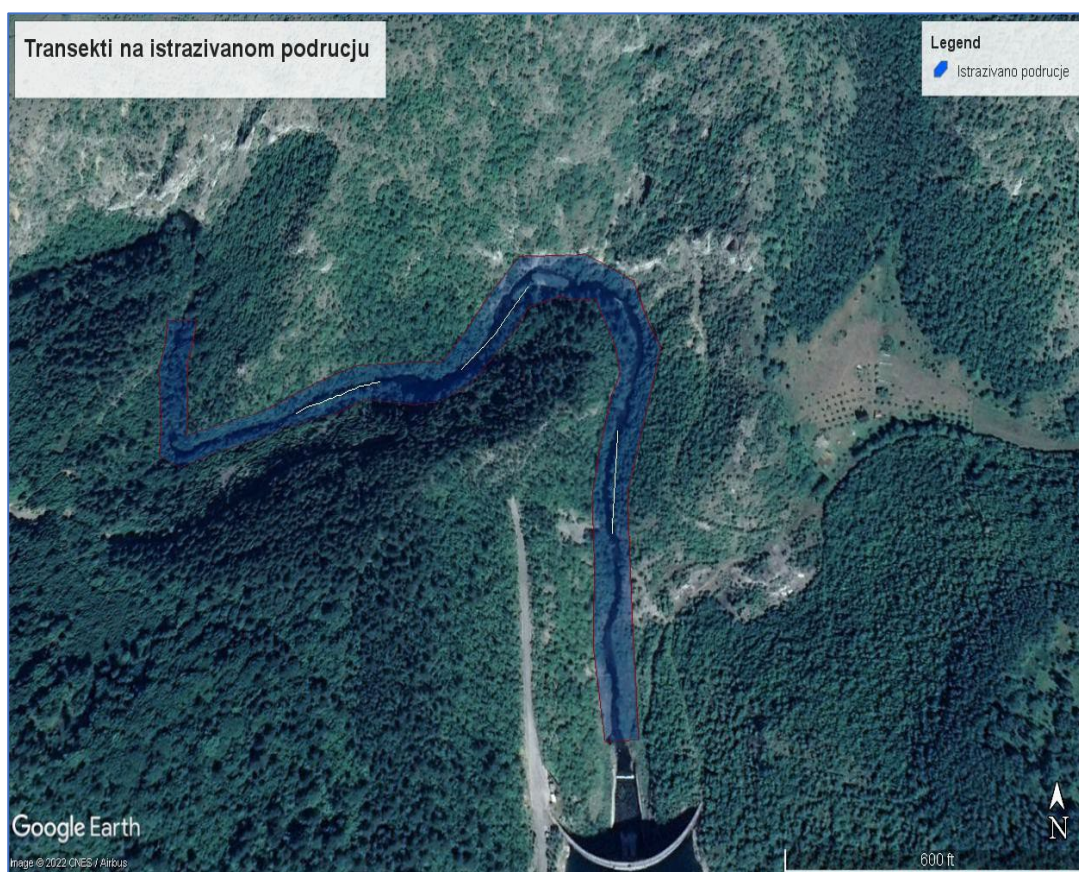 Transekti na istrazivanom podrucju
Legend
Istrazivano podrucje
Google Earth
Image © 2022 CNES / Airbus
N
600 ft